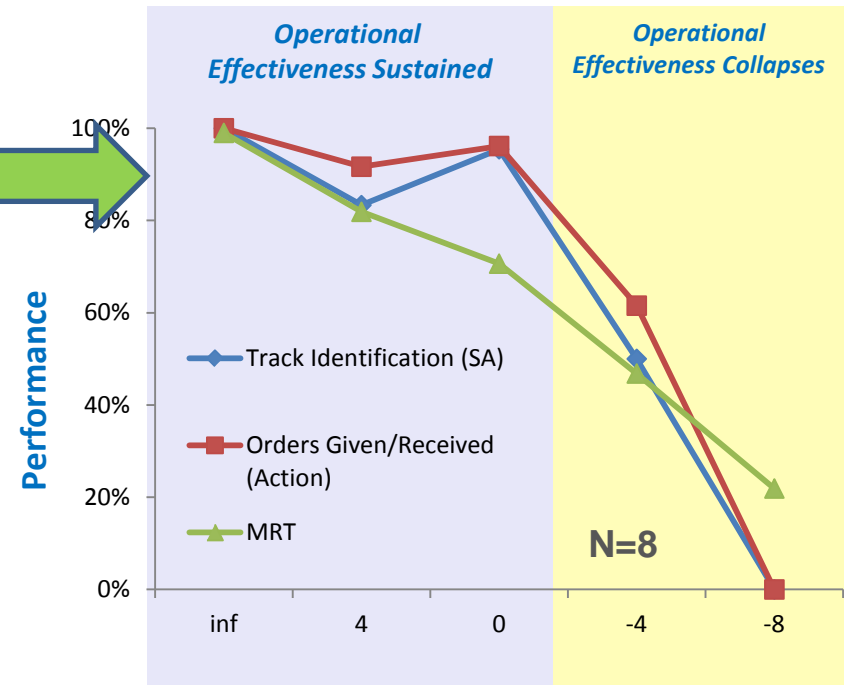 Operational
Effectiveness Sustained
Operational
Effectiveness Collapses
100%
80%
60%
40%
20%
0%
Performance
Track Identification (SA)
Orders Given/Received
(Action)
MRT
N=8
inf
4
0
-4
-8